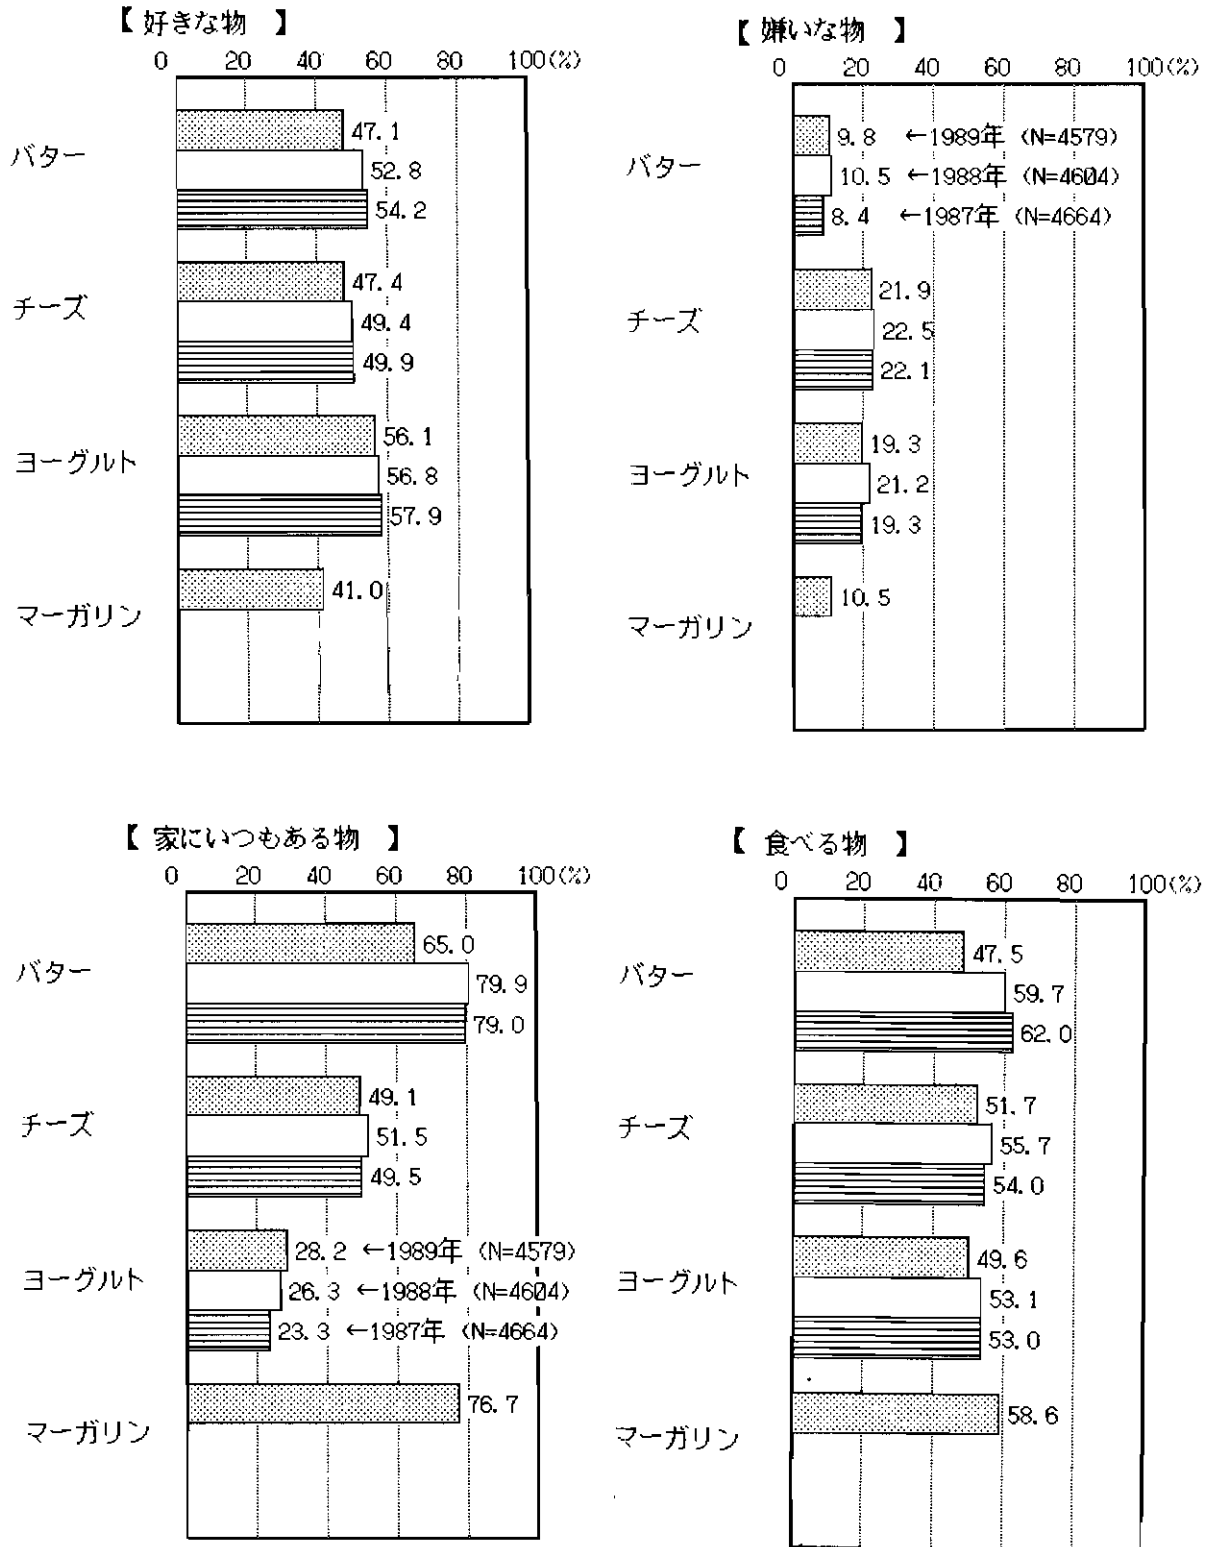 【 好きな物 】
0 20 40 60 80 100(%)
バター
47.1
52.8
54.2
チーズ
47.4
49.4
49.9
ヨーグルト
56.1
56.8
57.9
マーガリン
41.0
【 嫌いな物 】
0 20 40 60 80 100(%)
バター
9.8 ←1989年 (N=4579)
10.5 ←1988年 (N=4604)
8.4 ←1987年 (N=4664)
チーズ
21.9
22.5
22.1
ヨーグルト
19.3
21.2
19.3
マーガリン
10.5
【 家にいつもある物 】
0 20 40 60 80 100(%)
バター
65.0
79.9
79.0
チーズ
49.1
51.5
49.5
ヨーグルト
28.2 ←1989年 (N=4579)
26.3 ←1988年 (N=4604)
23.3 ←1987年 (N=4664)
マーガリン
76.7
【 食べる物 】
0 20 40 60 80 100(%)
バター
47.5
59.7
62.0
チーズ
51.7
55.7
54.0
ヨーグルト
49.6
53.1
53.0
マーガリン
58.6